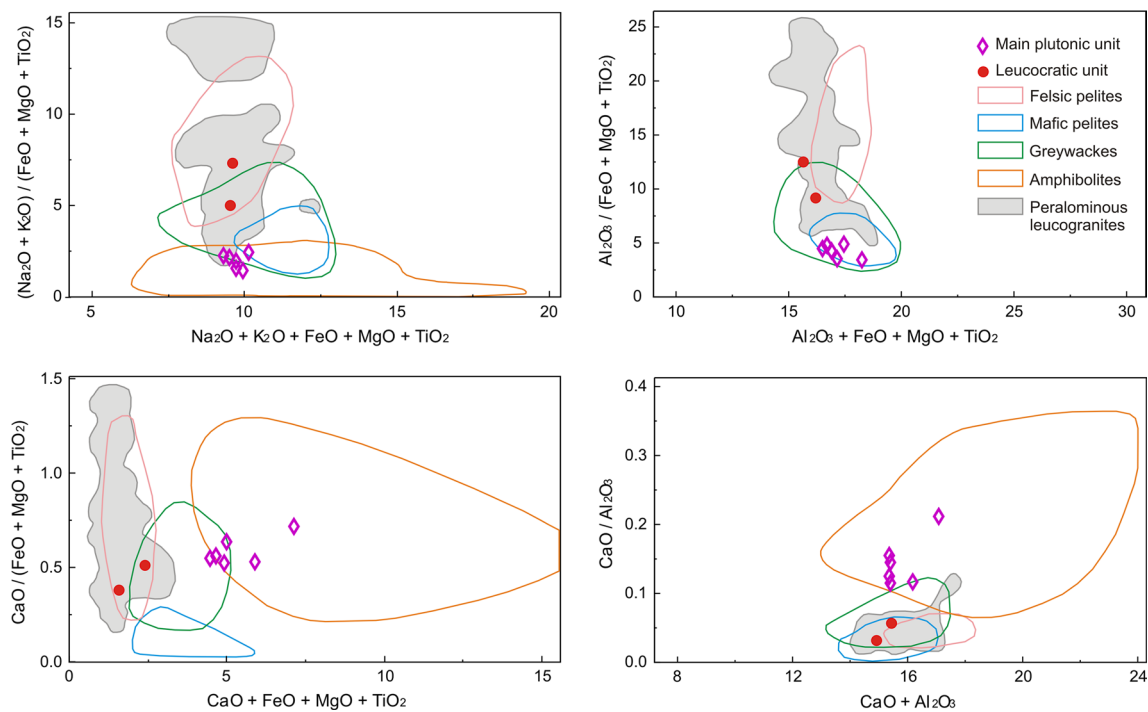 15
10
5
0
5
10
15
20
(Na2O + K2O) / (FeO + MgO + TiO2)
Na2O + K2O + FeO + MgO + TiO2
25
20
15
10
5
0
10
15
20
25
30
Al2O3 / (FeO + MgO + TiO2)
Al2O3 + FeO + MgO + TiO2
Main plutonic unit
Leucocratic unit
Felsic pelites
Mafic pelites
Greywackes
Amphibolites
Peraluminous
leucogranites
1.5
1.0
0.5
0.0
0
5
10
15
CaO / (FeO + MgO + TiO2)
CaO + FeO + MgO + TiO2
0.4
0.3
0.2
0.1
0.0
8
12
16
20
24
CaO / Al2O3
CaO + Al2O3